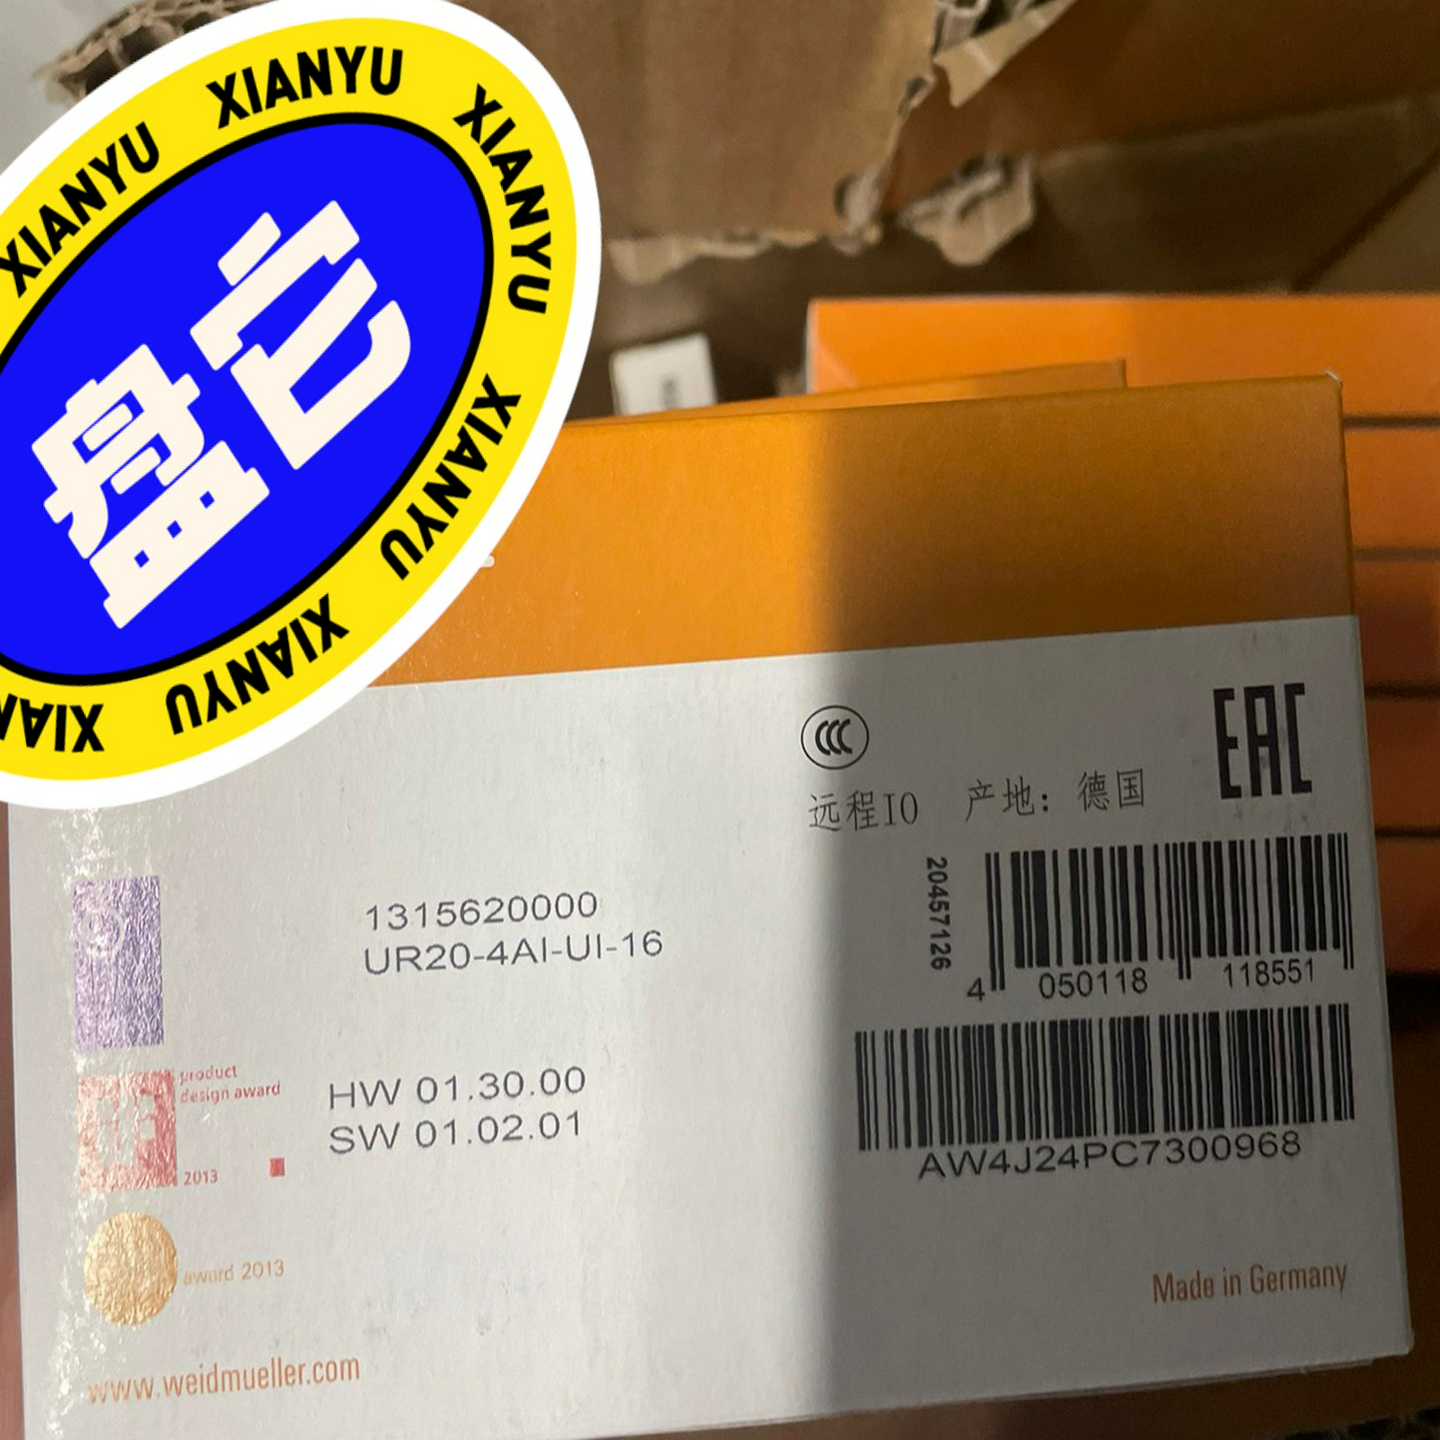 XIANYU
XIANYU
XIANYU
XIANYU
XIANYU
XIANYU
XIAN
盘它
远程IO 产地：德国
EAC
1315620000
UR20-4AI-UI-16
20457126
4 050118 118551
HW 01.30.00
SW 01.02.01
AW4J24PC7300968
product
design award
2013
award 2013
Made in Germany
www.weidmueller.com